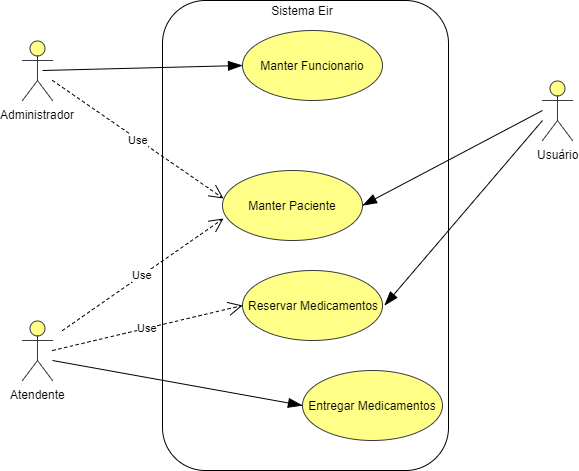 Sistema Eir
Manter Funcionario
Administrador
Use
Usuário
Manter Paciente
Use
Reservar Medicamentos
Use
Atendente
Entregar Medicamentos